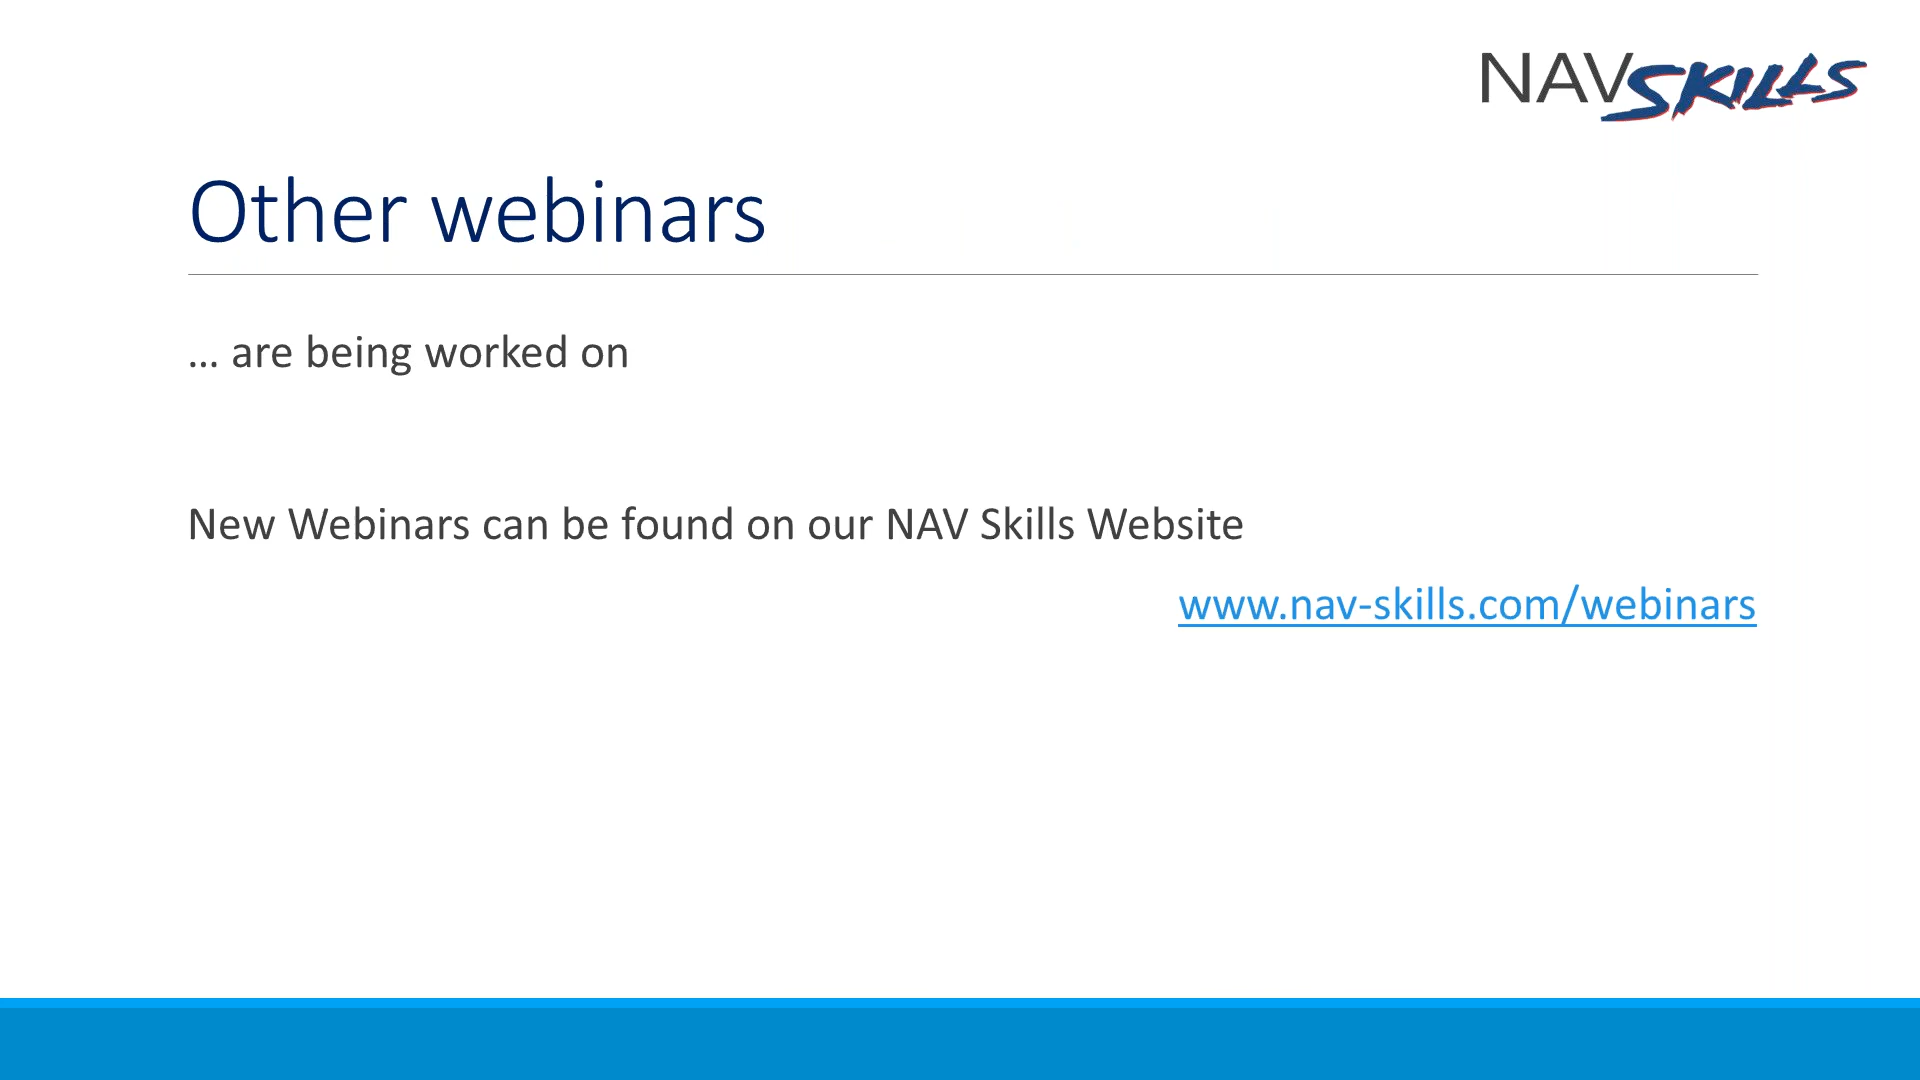 NAVSKILLS
Other webinars
... are being worked on
New Webinars can be found on our NAV Skills Website
www.nav-skills.com/webinars